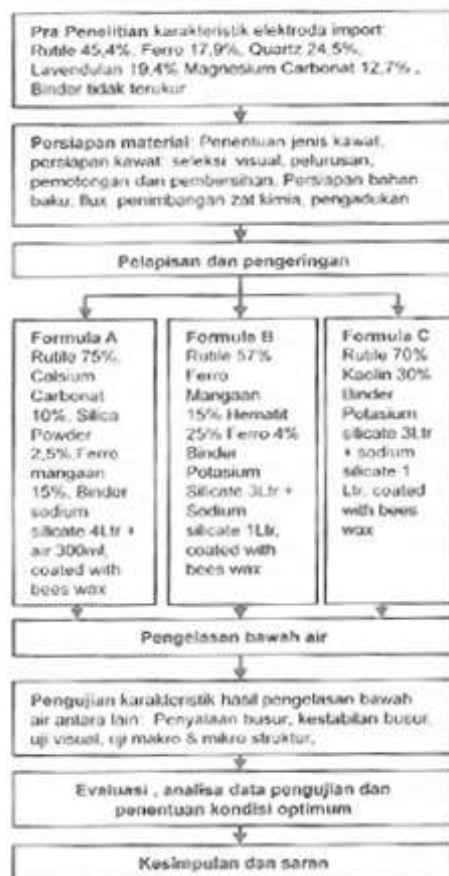 Pra Penelitian karakteristik elektroda import:
Rutile 45,4%, Ferro 17,9%, Quartz 24,5%,
Lavendulan 19,4% Magnesium Carbonat 12,7% ,
Binder tidak terukur
Persiapan material: Penentuan jenis kawat,
persiapan kawat: seleksi visual, pelurusan,
pemotongan dan pembersihan, Persiapan bahan
baku, flux penimbangan zat kimia, pengadukan
Pelapisan dan pengeringan
Formula A
Rutile 75%,
Calsium
Carbonat
10%, Silica
Powder
2,5%, Ferro
mangaan
15%, Binder
sodium
silicate 4Ltr +
air 300ml,
coated with
bees wax
Formula B
Rutile 57%
Ferro
Mangaan
15% Hematit
25% Ferro 4%
Binder
Potasium
Silicate 3Ltr +
Sodium
silicate 1Ltr,
coated with
bees wax
Formula C
Rutile 70%
Kaolin 30%
Binder
Potasium
silicate 3Ltr
+ sodium
silicate 1
Ltr, coated
with bees
wax
Pengelasan bawah air
Pengujian karakteristik hasil pengelasan bawah
air antara lain: Penyalaan busur, kestabilan busur,
uji visual, uji makro & mikro struktur,
Evaluasi , analisa data pengujian dan
penentuan kondisi optimum
Kesimpulan dan saran